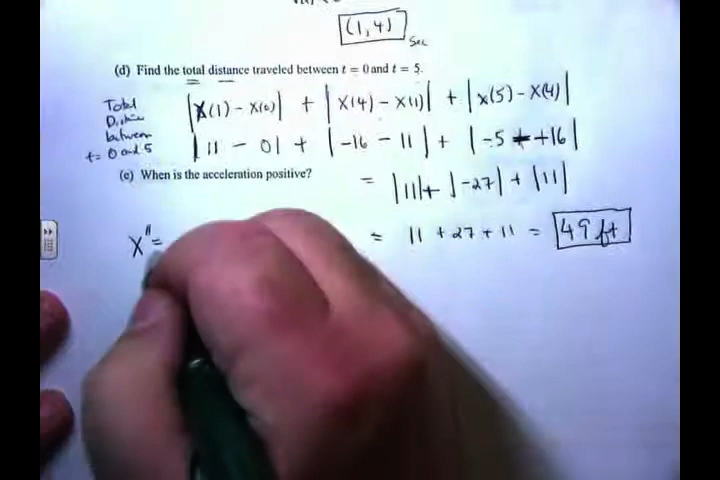 (1, 4) sec
(d) Find the total distance traveled between t = 0 and t = 5.
Total Distance between t = 0 and 5
|x(1) - x(0)| + |x(4) - x(1)| + |x(5) - x(4)|
|11 - 0| + |-16 - 11| + |-5 + +16|
(e) When is the acceleration positive?
= |11| + |-27| + |11|
x'' =
= 11 + 27 + 11 = 49 ft